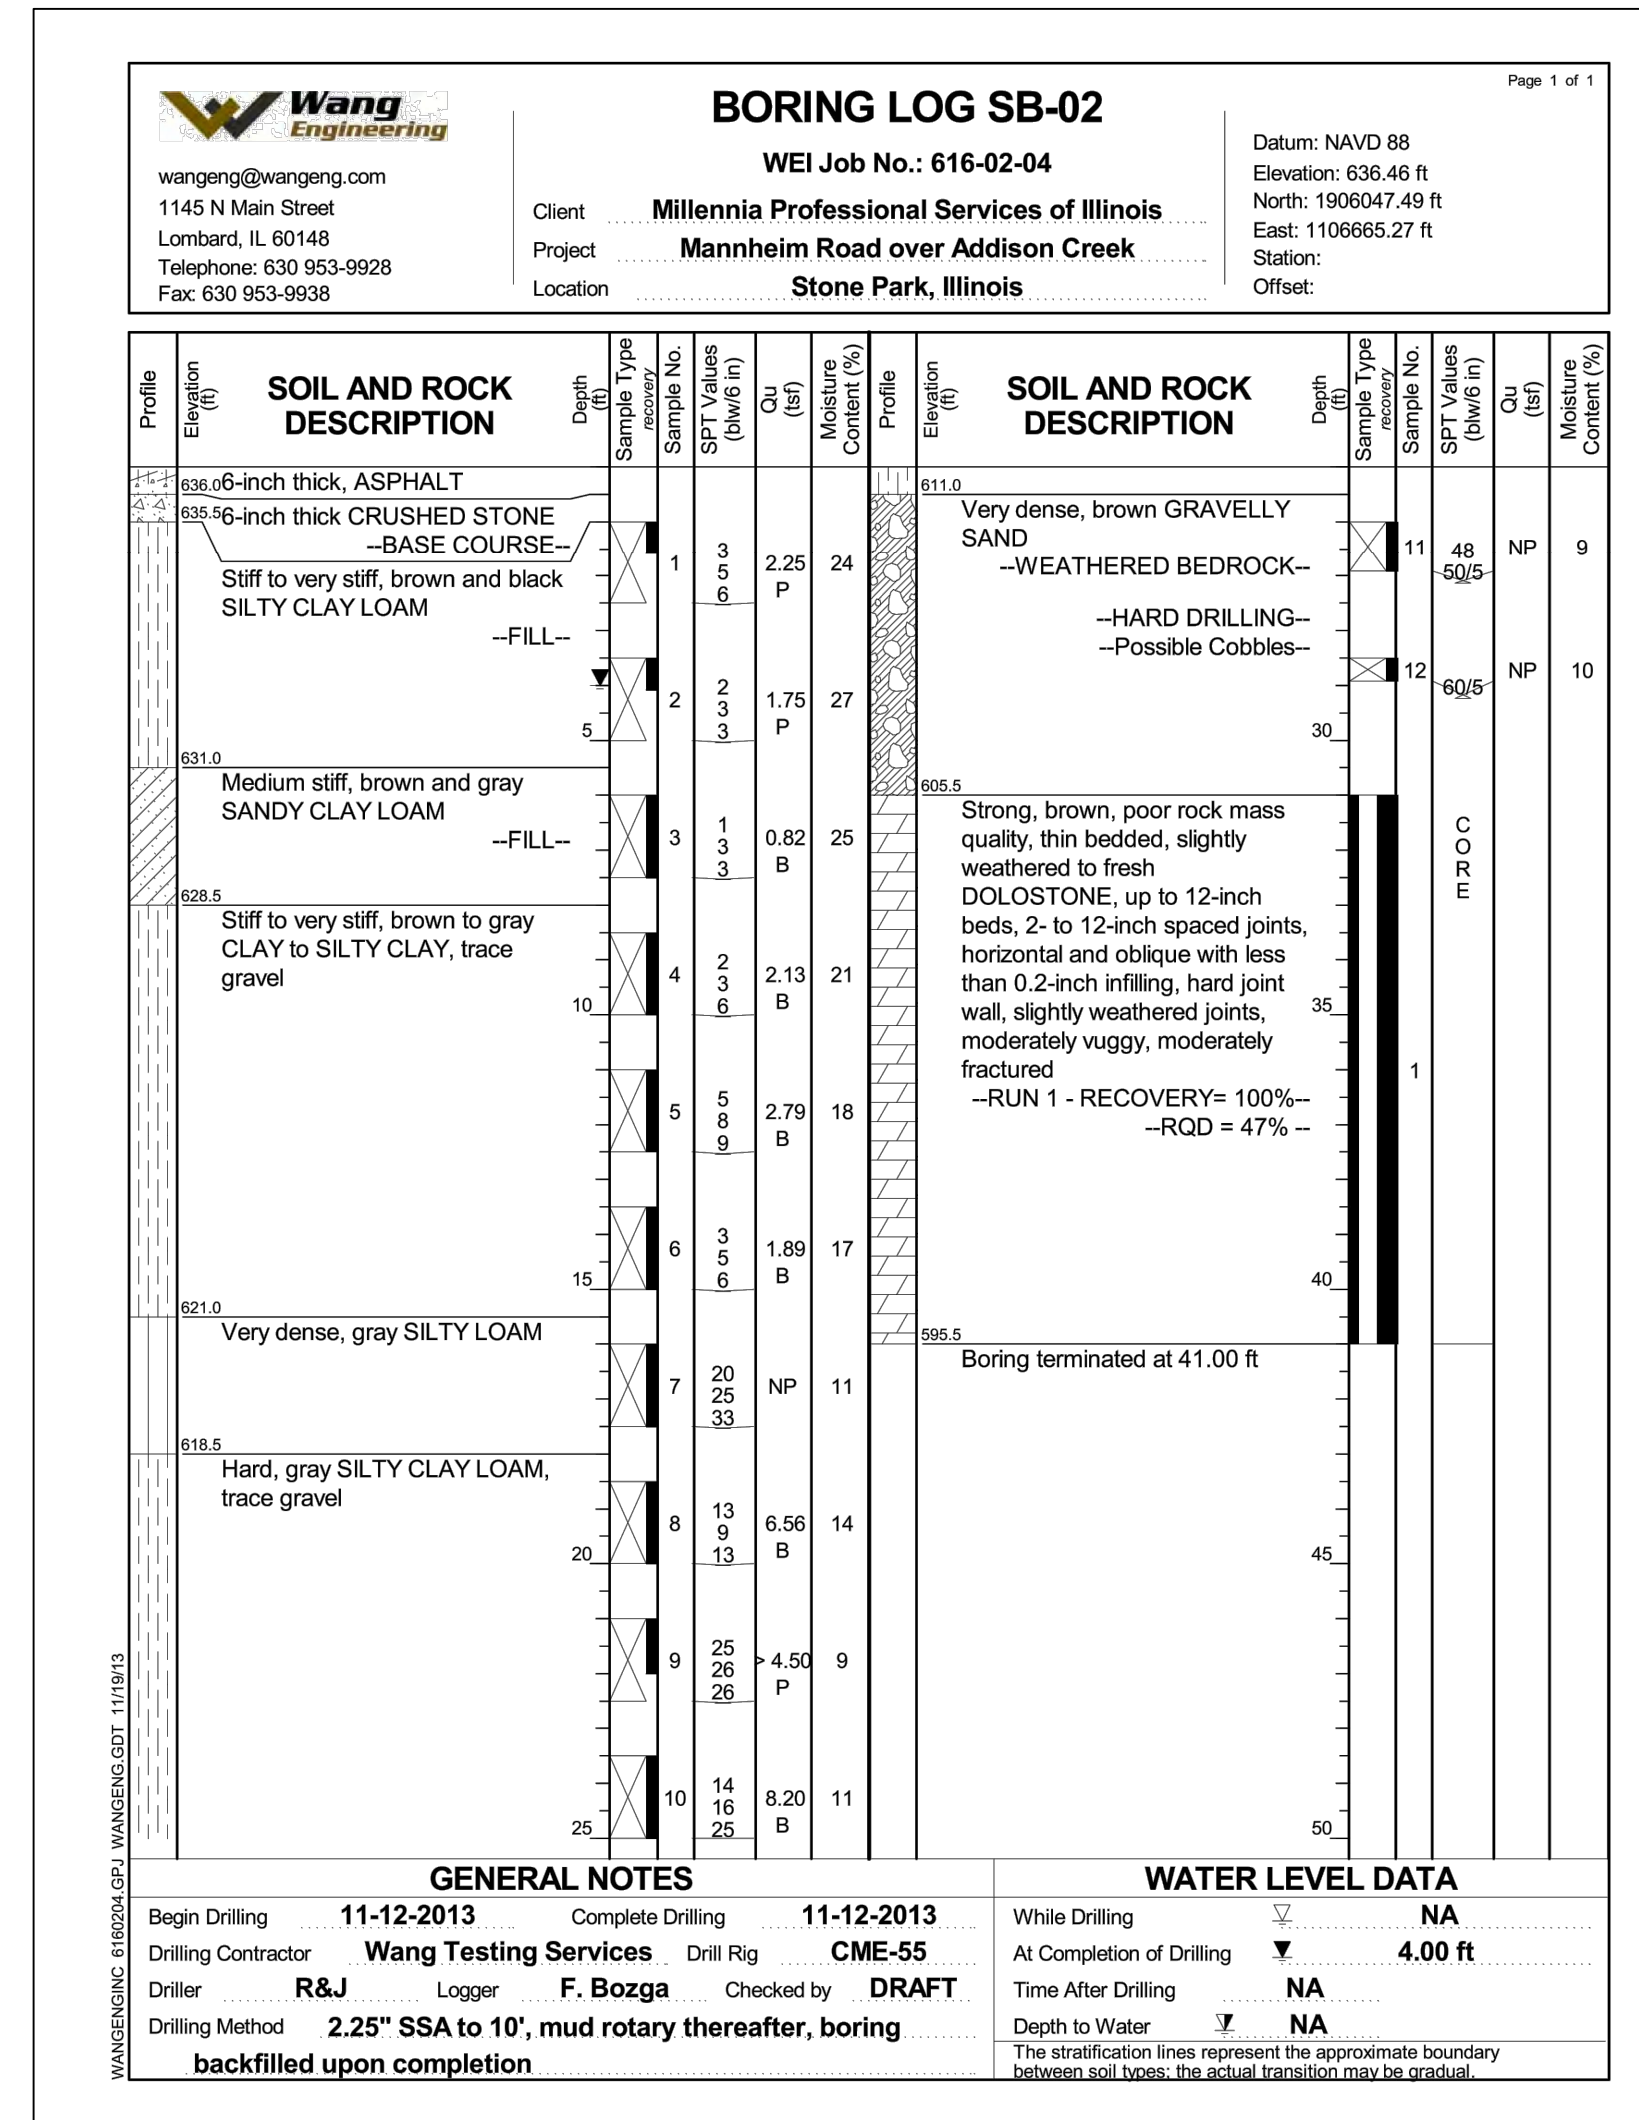 Page 1 of 1
Wang
Engineering
wangeng@wangeng.com
1145 N Main Street
Lombard, IL 60148
Telephone: 630 953-9928
Fax: 630 953-9938
BORING LOG SB-02
WEI Job No.: 616-02-04
Client Millennia Professional Services of Illinois
Project Mannheim Road over Addison Creek
Location Stone Park, Illinois
Datum: NAVD 88
Elevation: 636.46 ft
North: 1906047.49 ft
East: 1106665.27 ft
Station:
Offset:
Profile
Elevation (ft)
SOIL AND ROCK
DESCRIPTION
Depth (ft)
Sample Type
recovery
Sample No.
SPT Values (blw/6 in)
Qu (tsf)
Moisture Content (%)
636.0 6-inch thick, ASPHALT
635.5 6-inch thick CRUSHED STONE
--BASE COURSE--
Stiff to very stiff, brown and black
SILTY CLAY LOAM
--FILL--
1
3
5
6
2.25
P
24
2
2
3
3
1.75
P
27
5
631.0
Medium stiff, brown and gray
SANDY CLAY LOAM
--FILL--
3
1
3
3
0.82
B
25
628.5
Stiff to very stiff, brown to gray
CLAY to SILTY CLAY, trace
gravel
4
2
3
6
2.13
B
21
10
5
5
8
9
2.79
B
18
6
3
5
6
1.89
B
17
15
621.0
Very dense, gray SILTY LOAM
7
20
25
33
NP
11
618.5
Hard, gray SILTY CLAY LOAM,
trace gravel
8
13
9
13
6.56
B
14
20
9
25
26
26
> 4.50
P
9
10
14
16
25
8.20
B
11
25
Profile
Elevation (ft)
SOIL AND ROCK
DESCRIPTION
Depth (ft)
Sample Type
recovery
Sample No.
SPT Values (blw/6 in)
Qu (tsf)
Moisture Content (%)
611.0
Very dense, brown GRAVELLY
SAND
--WEATHERED BEDROCK--
11
48
50/5
NP
9
--HARD DRILLING--
--Possible Cobbles--
12
60/5
NP
10
30
605.5
Strong, brown, poor rock mass
quality, thin bedded, slightly
weathered to fresh
DOLOSTONE, up to 12-inch
beds, 2- to 12-inch spaced joints,
horizontal and oblique with less
than 0.2-inch infilling, hard joint
wall, slightly weathered joints,
moderately vuggy, moderately
fractured
--RUN 1 - RECOVERY= 100%--
--RQD = 47% --
C
O
R
E
35
1
40
595.5
Boring terminated at 41.00 ft
45
50
GENERAL NOTES
Begin Drilling 11-12-2013 Complete Drilling 11-12-2013
Drilling Contractor Wang Testing Services Drill Rig CME-55
Driller R&J Logger F. Bozga Checked by DRAFT
Drilling Method 2.25" SSA to 10', mud rotary thereafter, boring
backfilled upon completion
WATER LEVEL DATA
While Drilling NA
At Completion of Drilling 4.00 ft
Time After Drilling NA
Depth to Water NA
The stratification lines represent the approximate boundary
between soil types; the actual transition may be gradual.
WANGENGINC 6160204.GPJ WANGENG.GDT 11/19/13